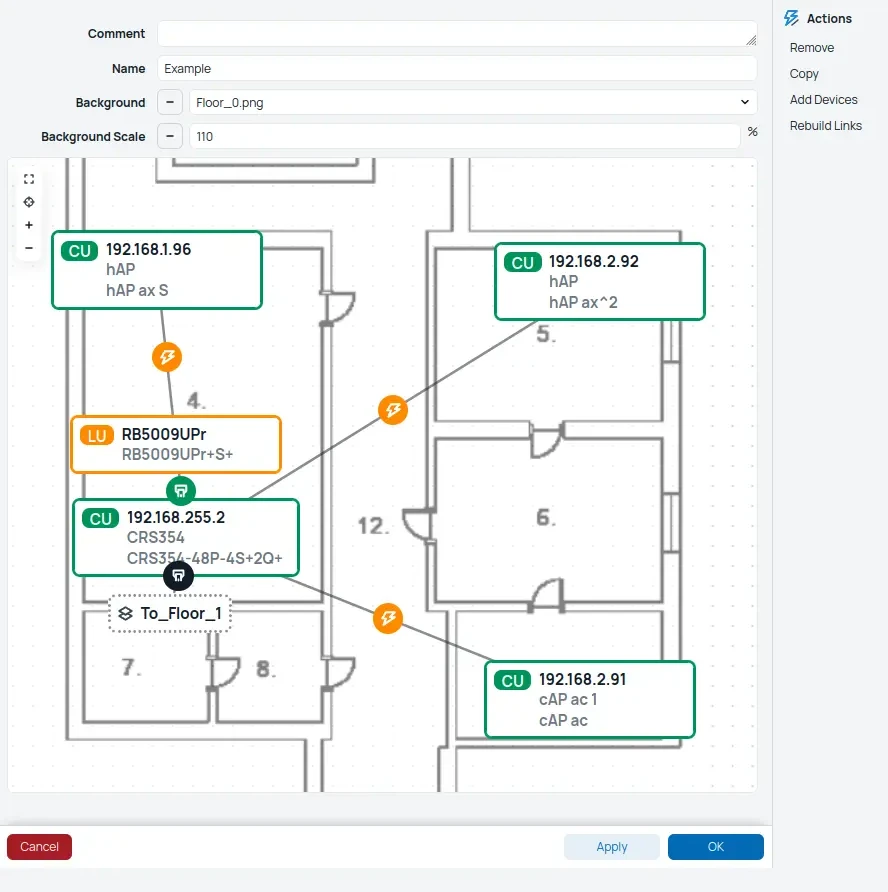 Comment
Name
Example
Background
−
Floor_0.png
Background Scale
−
110
%
Actions
Remove
Copy
Add Devices
Rebuild Links
+
−
CU 192.168.1.96
hAP
hAP ax S
CU 192.168.2.92
hAP
hAP ax^2
5.
4.
LU RB5009UPr
RB5009UPr+S+
CU 192.168.255.2
CRS354
CRS354-48P-4S+2Q+
12.
6.
To_Floor_1
7.
8.
CU 192.168.2.91
cAP ac 1
cAP ac
Cancel
Apply
OK